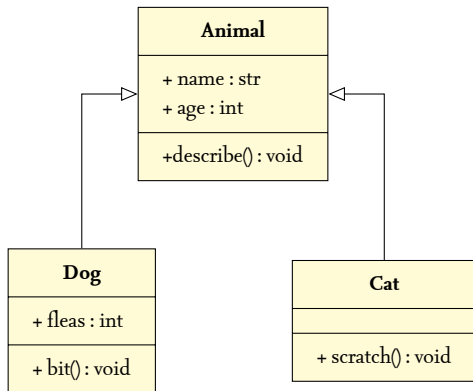 Animal
+ name : str
+ age : int
+describe() : void
Dog
+ fleas : int
+ bit() : void
Cat
+ scratch() : void